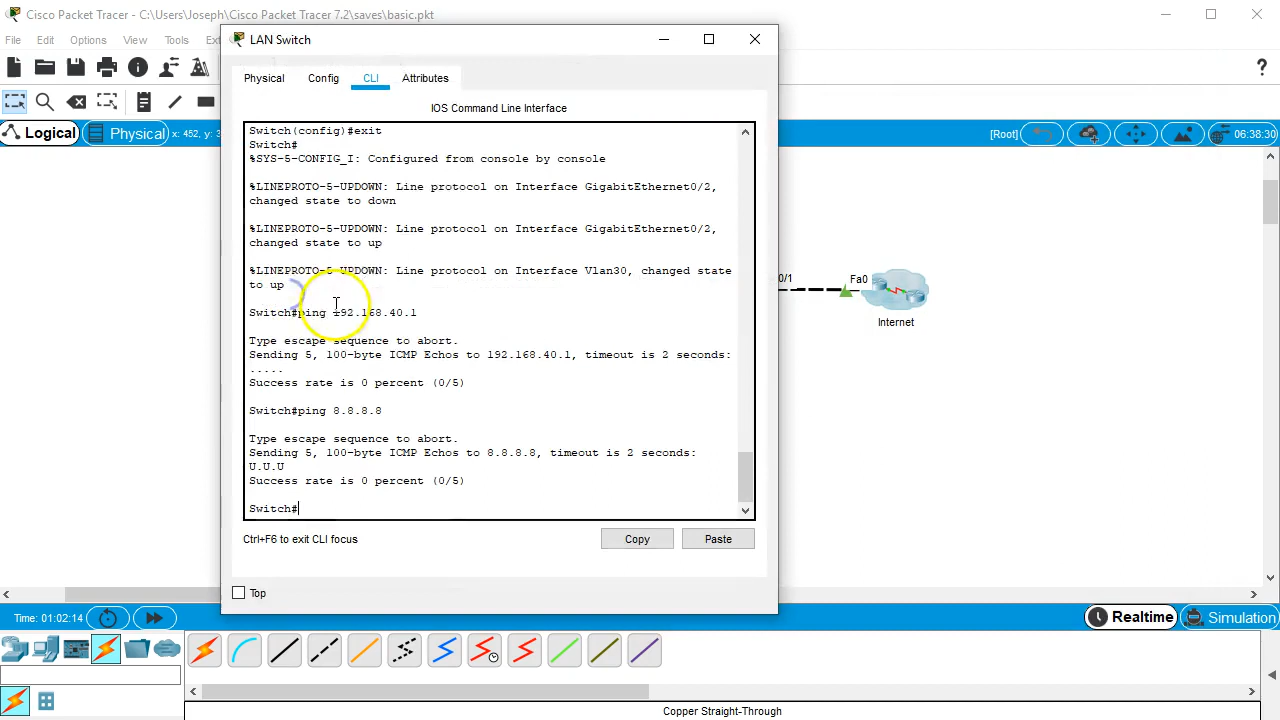 Cisco Packet Tracer - C:\Users\Joseph\Cisco Packet Tracer 7.2\saves\basic.pkt
LAN Switch
File Edit Options View Tools
Physical Config CLI Attributes
IOS Command Line Interface
Logical Physical x: 452, y: 3
[Root] 06:38:30
Switch(config)#exit
Switch#
%SYS-5-CONFIG_I: Configured from console by console
%LINEPROTO-5-UPDOWN: Line protocol on Interface GigabitEthernet0/2,
changed state to down
%LINEPROTO-5-UPDOWN: Line protocol on Interface GigabitEthernet0/2,
changed state to up
%LINEPROTO-5-UPDOWN: Line protocol on Interface Vlan30, changed state
to up
Switch#ping 192.168.40.1
Type escape sequence to abort.
Sending 5, 100-byte ICMP Echos to 192.168.40.1, timeout is 2 seconds:
.....
Success rate is 0 percent (0/5)
Switch#ping 8.8.8.8
Type escape sequence to abort.
Sending 5, 100-byte ICMP Echos to 8.8.8.8, timeout is 2 seconds:
U.U.U
Success rate is 0 percent (0/5)
Switch#
0/1 Fa0
Internet
Ctrl+F6 to exit CLI focus
Copy Paste
Top
Time: 01:02:14
Realtime Simulation
Copper Straight-Through